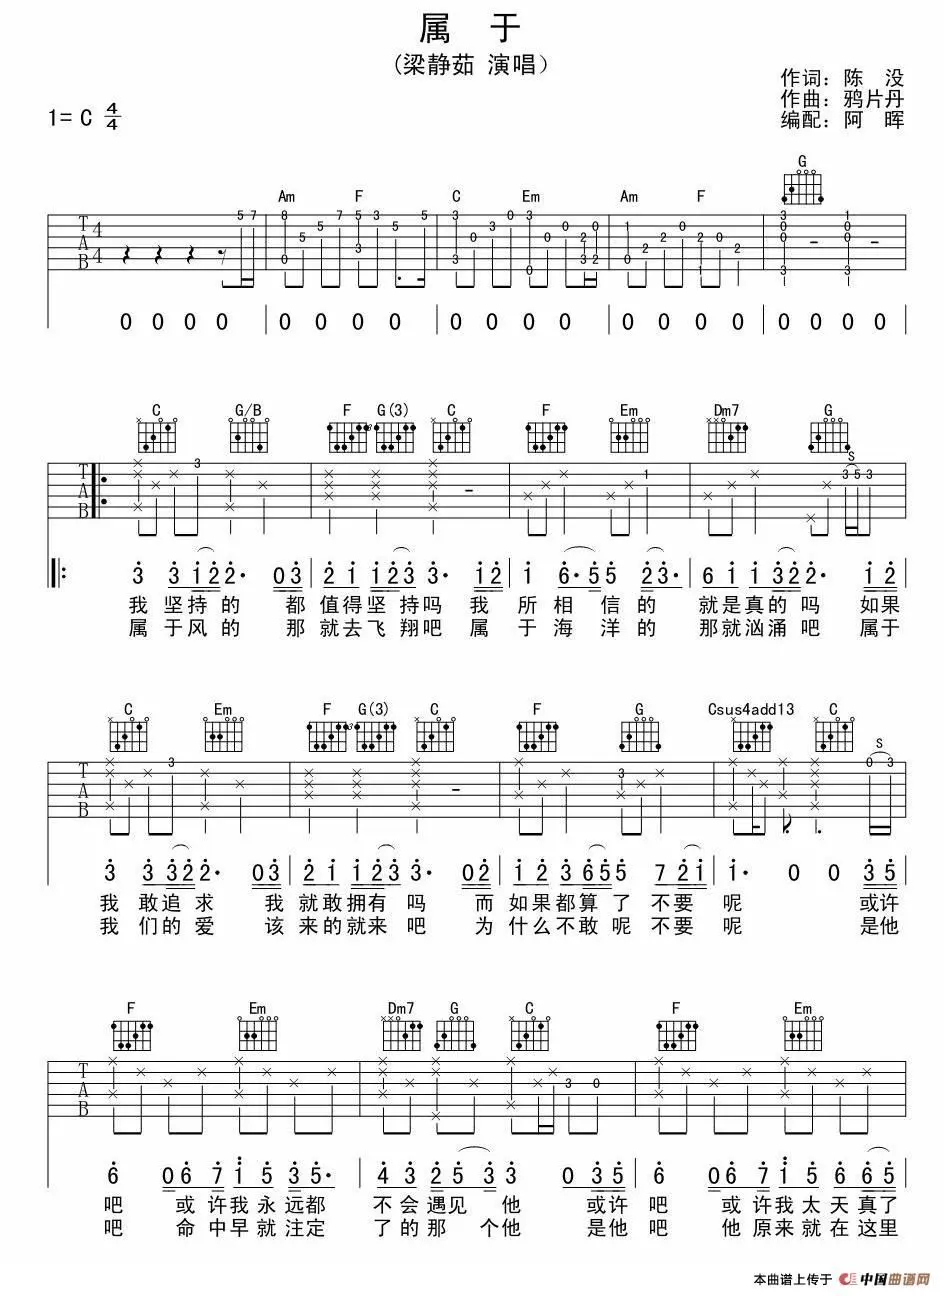 属 于
(梁静茹 演唱)
作词：陈 没
作曲：鸦片丹
编配：阿 晖
1= C 4/4
G
Am F C Em Am F
0 0 0 0 0 0 0 0 0 0 0 0 0 0 0 0 0 0 0 0
C G/B F G(3) C F Em Dm7 G
S
我 坚持的 都 值得坚持吗 我 所相信的 就是真的吗 如果
属 于风的 那 就去飞翔吧 属 于海洋的 那就汹涌吧 属于
C Em F G(3) C F G Csus4add13 C
S
我 敢追求 我 就敢拥有吗 而 如果都算了不要 呢 或许
我 们的爱 该 来的就来吧 为 什么不敢呢不要 呢 是他
F Em Dm7 G C F Em
吧 或许我永远都 不会遇见 他 或许 吧 或许我太天真了
吧 命中早就注定 了的那 个他 是他 吧 他原来就在这里
本曲谱上传于 中国曲谱网